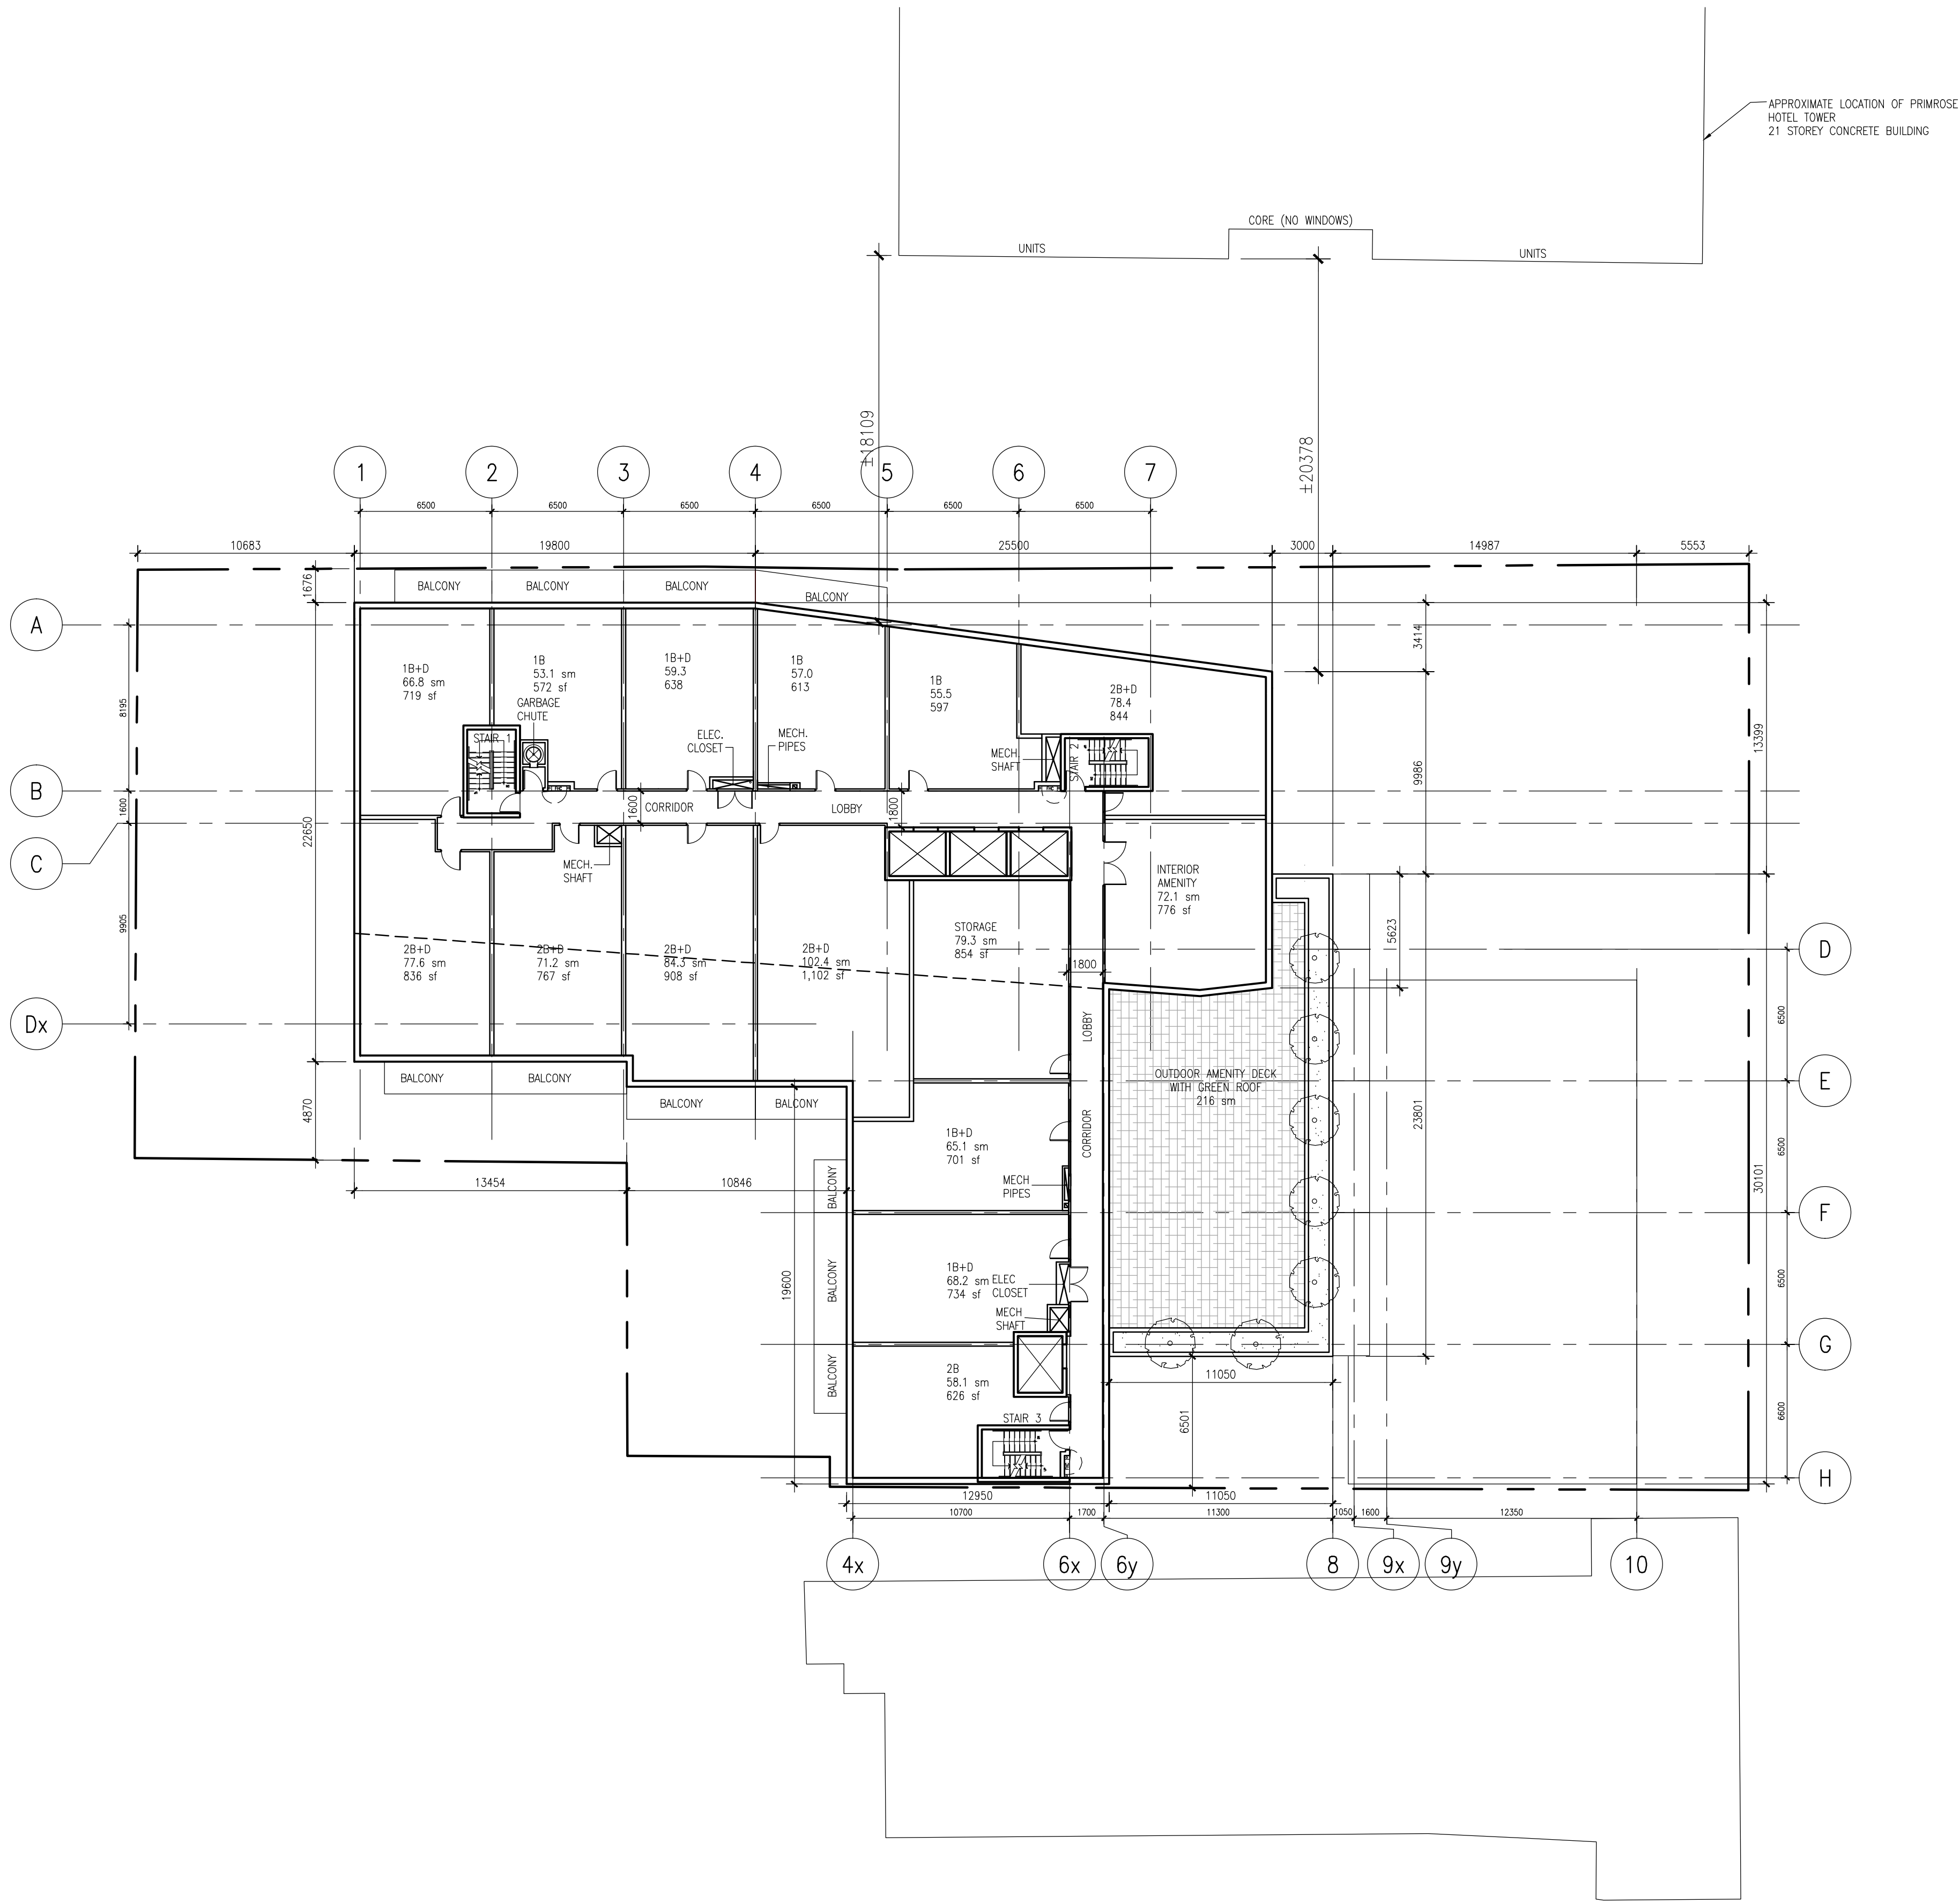 APPROXIMATE LOCATION OF PRIMROSE
HOTEL TOWER
21 STOREY CONCRETE BUILDING
CORE (NO WINDOWS)
UNITS
UNITS
±18109
±20378
1
2
3
4
5
6
7
6500
6500
6500
6500
6500
6500
10683
19800
25500
3000
14987
5553
1676
BALCONY
BALCONY
BALCONY
BALCONY
A
B
C
Dx
8195
1600
9905
22650
4870
3414
9986
13399
1B+D
66.8 sm
719 sf
1B
53.1 sm
572 sf
GARBAGE
CHUTE
1B+D
59.3
638
1B
57.0
613
1B
55.5
597
2B+D
78.4
844
STAIR 1
ELEC.
CLOSET
MECH.
PIPES
MECH.
SHAFT
STAIR 2
1600
CORRIDOR
LOBBY
1800
MECH.
SHAFT
INTERIOR
AMENITY
72.1 sm
776 sf
STORAGE
79.3 sm
854 sf
2B+D
77.6 sm
836 sf
2B+D
71.2 sm
767 sf
2B+D
84.3 sm
908 sf
2B+D
102.4 sm
1,102 sf
1800
5623
LOBBY
D
6500
E
BALCONY
BALCONY
BALCONY
BALCONY
OUTDOOR AMENITY DECK
WITH GREEN ROOF
216 sm
23801
CORRIDOR
1B+D
65.1 sm
701 sf
MECH
PIPES
6500
30101
F
13454
10846
BALCONY
BALCONY
BALCONY
19600
1B+D
68.2 sm
734 sf
ELEC
CLOSET
MECH
SHAFT
6500
G
2B
58.1 sm
626 sf
STAIR 3
11050
6501
6600
H
12950
11050
10700
1700
11300
1050
1600
12350
4x
6x
6y
8
9x
9y
10